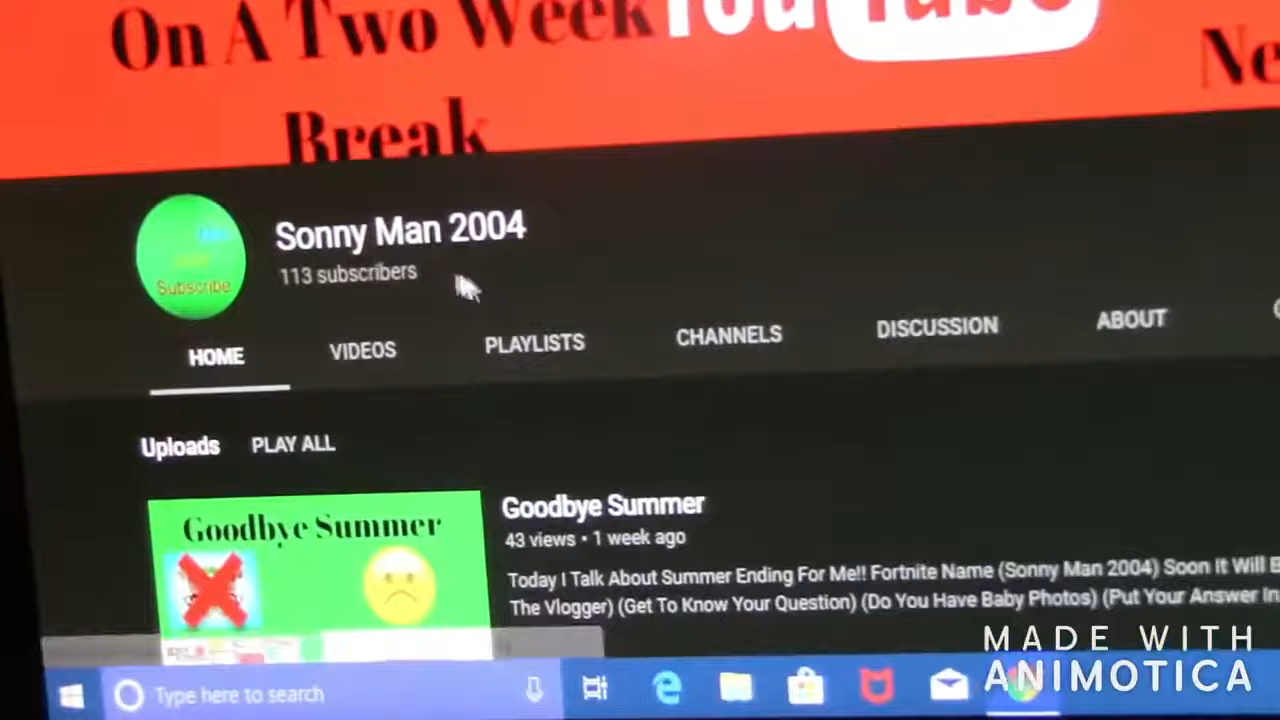 On A Two Week
Break
YouTube
Ne
Sonny Man 2004
113 subscribers
Subscribe
HOME
VIDEOS
PLAYLISTS
CHANNELS
DISCUSSION
ABOUT
Uploads
PLAY ALL
Goodbye Summer
Goodbye Summer
43 views • 1 week ago
Today I Talk About Summer Ending For Me!! Fortnite Name (Sonny Man 2004) Soon It Will
The Vlogger) (Get To Know Your Question) (Do You Have Baby Photos) (Put Your Answer In
MADE WITH
ANIMOTICA
Type here to search